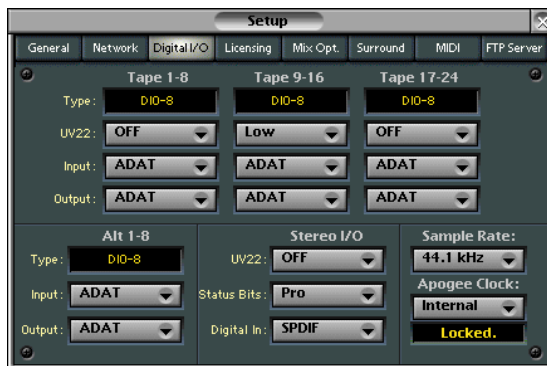 Setup
General Network Digital I/O Licensing Mix Opt. Surround MIDI FTP Server
Tape 1-8 Tape 9-16 Tape 17-24
Type: DIO-8 DIO-8 DIO-8
UV22: OFF Low OFF
Input: ADAT ADAT ADAT
Output: ADAT ADAT ADAT
Alt 1-8 Stereo I/O Sample Rate:
Type: DIO-8 UV22: OFF 44.1 kHz
Apogee Clock:
Input: ADAT Status Bits: Pro Internal
Output: ADAT Digital In: SPDIF Locked.